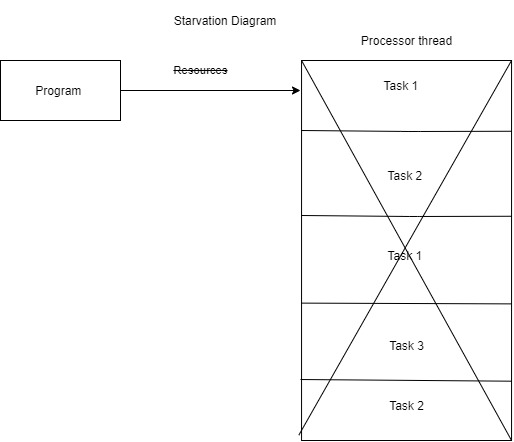 Starvation Diagram
Processor thread
Resources
Program
Task 1
Task 2
Task 1
Task 3
Task 2